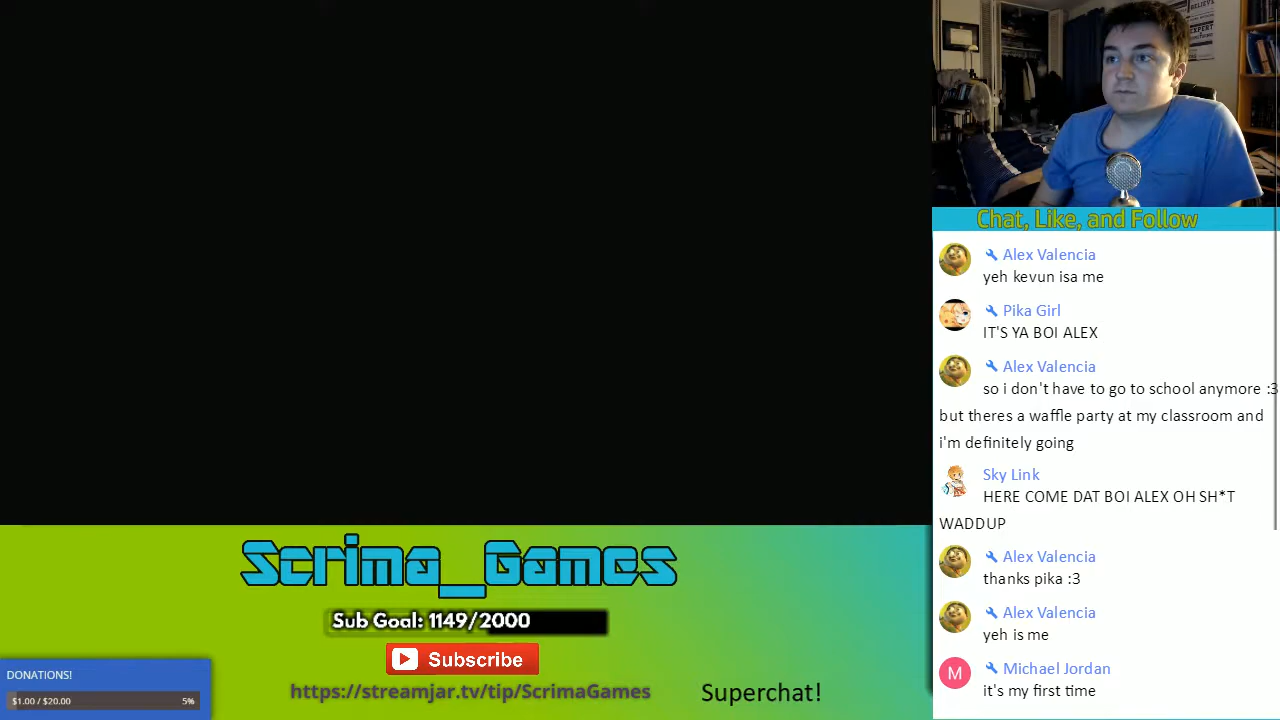 BELIEVE
EXPERT
Chat, Like, and Follow
Alex Valencia
yeh kevun isa me
Pika Girl
IT'S YA BOI ALEX
Alex Valencia
so i don't have to go to school anymore :3
but theres a waffle party at my classroom and
i'm definitely going
Sky Link
HERE COME DAT BOI ALEX OH SH*T
WADDUP
Alex Valencia
thanks pika :3
Alex Valencia
yeh is me
M
Michael Jordan
it's my first time
Scrima_Games
Sub Goal: 1149/2000
Subscribe
https://streamjar.tv/tip/ScrimaGames
Superchat!
DONATIONS!
$1.00 / $20.00
5%